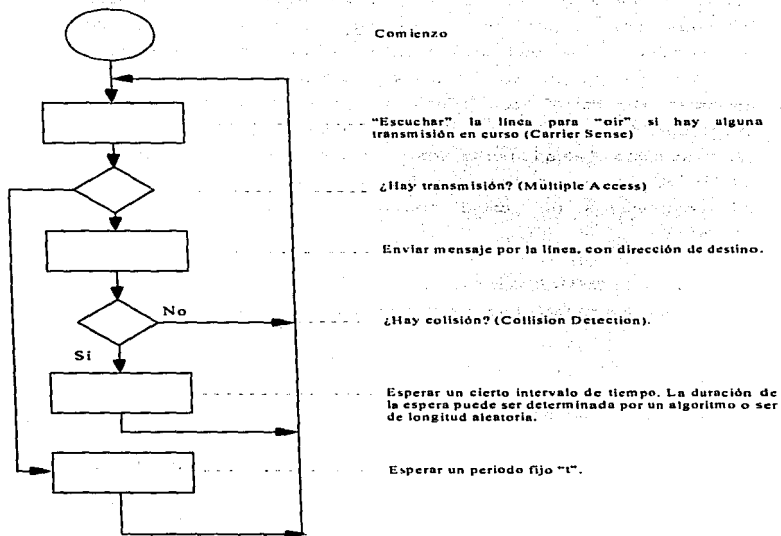 Comienzo
"Escuchar" la línea para "oir" si hay alguna
transmisión en curso (Carrier Sense)
¿Hay transmisión? (Multiple Access)
Enviar mensaje por la línea, con dirección de destino.
No
¿Hay colisión? (Collision Detection).
Si
Esperar un cierto intervalo de tiempo. La duración de
la espera puede ser determinada por un algoritmo o ser
de longitud aleatoria.
Esperar un periodo fijo "t".